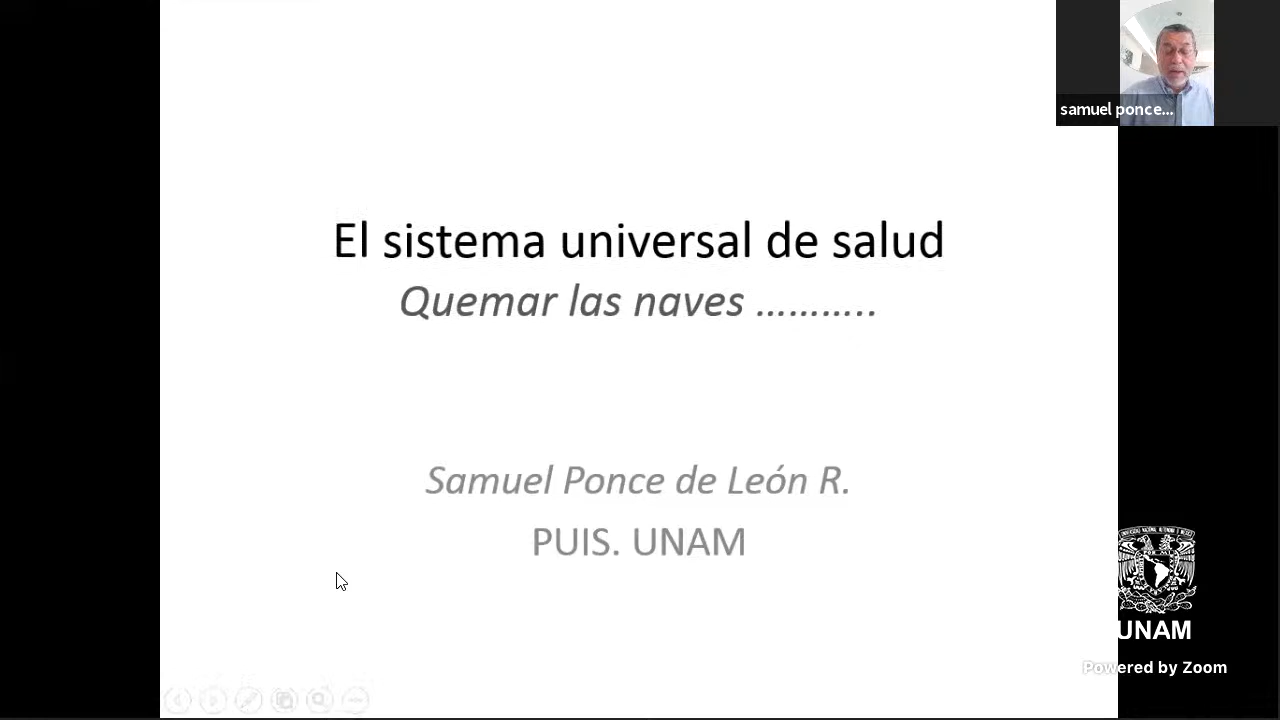 samuel ponce...
El sistema universal de salud
Quemar las naves ...........
Samuel Ponce de León R.
PUIS. UNAM
UNAM
Powered by Zoom